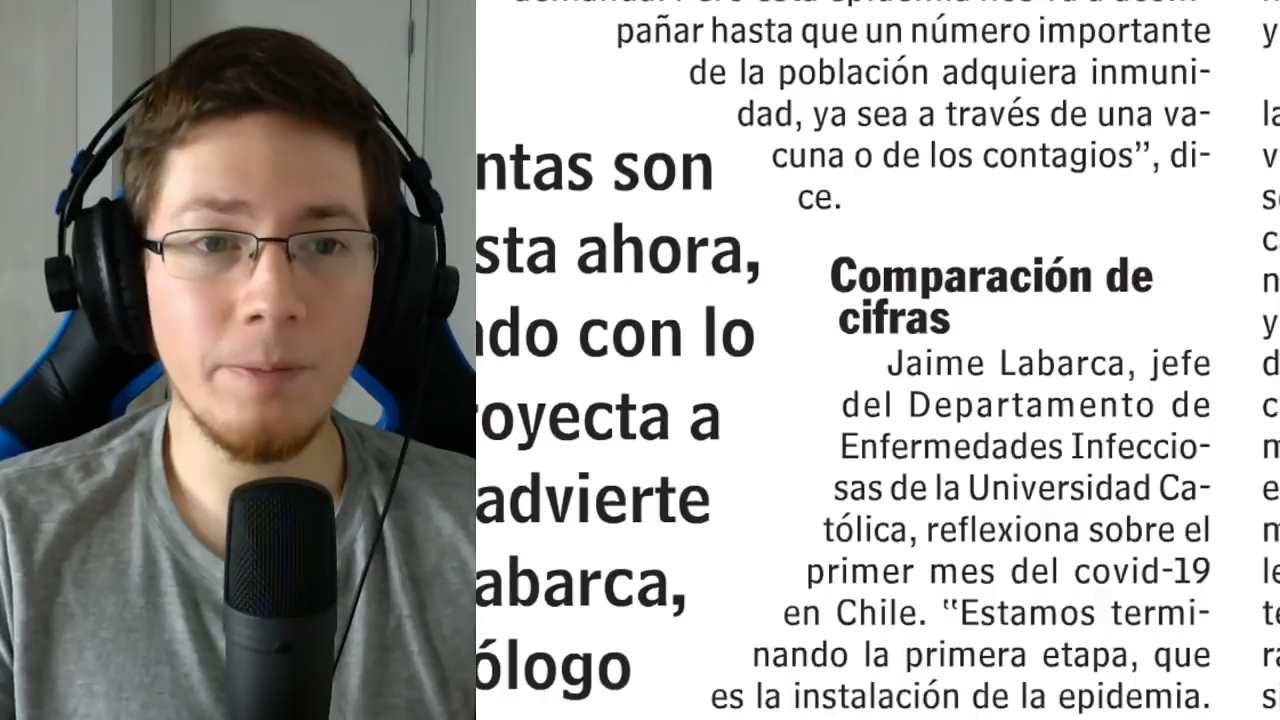 pañar hasta que un número importante
de la población adquiera inmuni-
dad, ya sea a través de una va-
cuna o de los contagios”, di-
ce.
ntas son
sta ahora,
ado con lo
royecta a
advierte
abarca,
ólogo
Comparación de
cifras
Jaime Labarca, jefe
del Departamento de
Enfermedades Infeccio-
sas de la Universidad Ca-
tólica, reflexiona sobre el
primer mes del covid-19
en Chile. “Estamos termi-
nando la primera etapa, que
es la instalación de la epidemia.